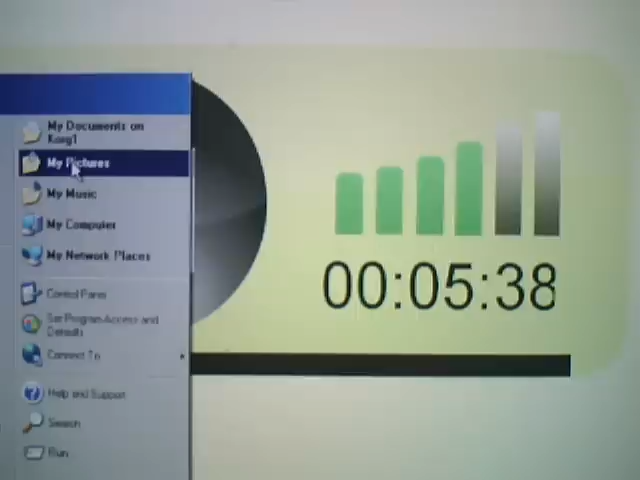 My Documents on
Korg1
My Pictures
My Music
My Computer
My Network Places
Control Panel
Set Program Access and
Defaults
Connect To
Help and Support
Search
Run
00:05:38